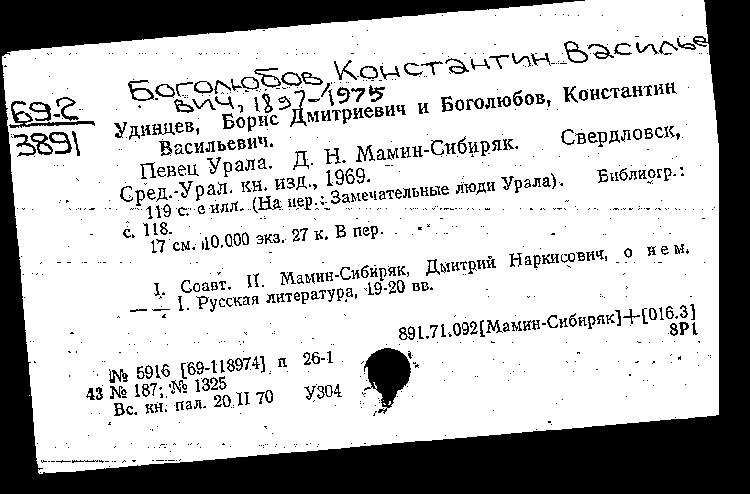 Боголюбов, Константин Василье
вич, 1897-1975
69-2
3891
Удинцев, Борис Дмитриевич и Боголюбов, Константин
Васильевич.
Певец Урала. Д. Н. Мамин-Сибиряк. Свердловск,
Сред.-Урал. кн. изд., 1969.
119 с. с илл. (На пер.: Замечательные люди Урала). Библиогр.:
с. 118.
17 см. 10.000 экз. 27 к. В пер.
I. Соавт. II. Мамин-Сибиряк, Дмитрий Наркисович, о нем.
— — 1. Русская литература, 19-20 вв.
891.71.092[Мамин-Сибиряк]+[016.3]
8Р1
№ 5916 [69-118974] п 26-1
43 № 187; № 1325
Вс. кн. пал. 20 II 70 У304